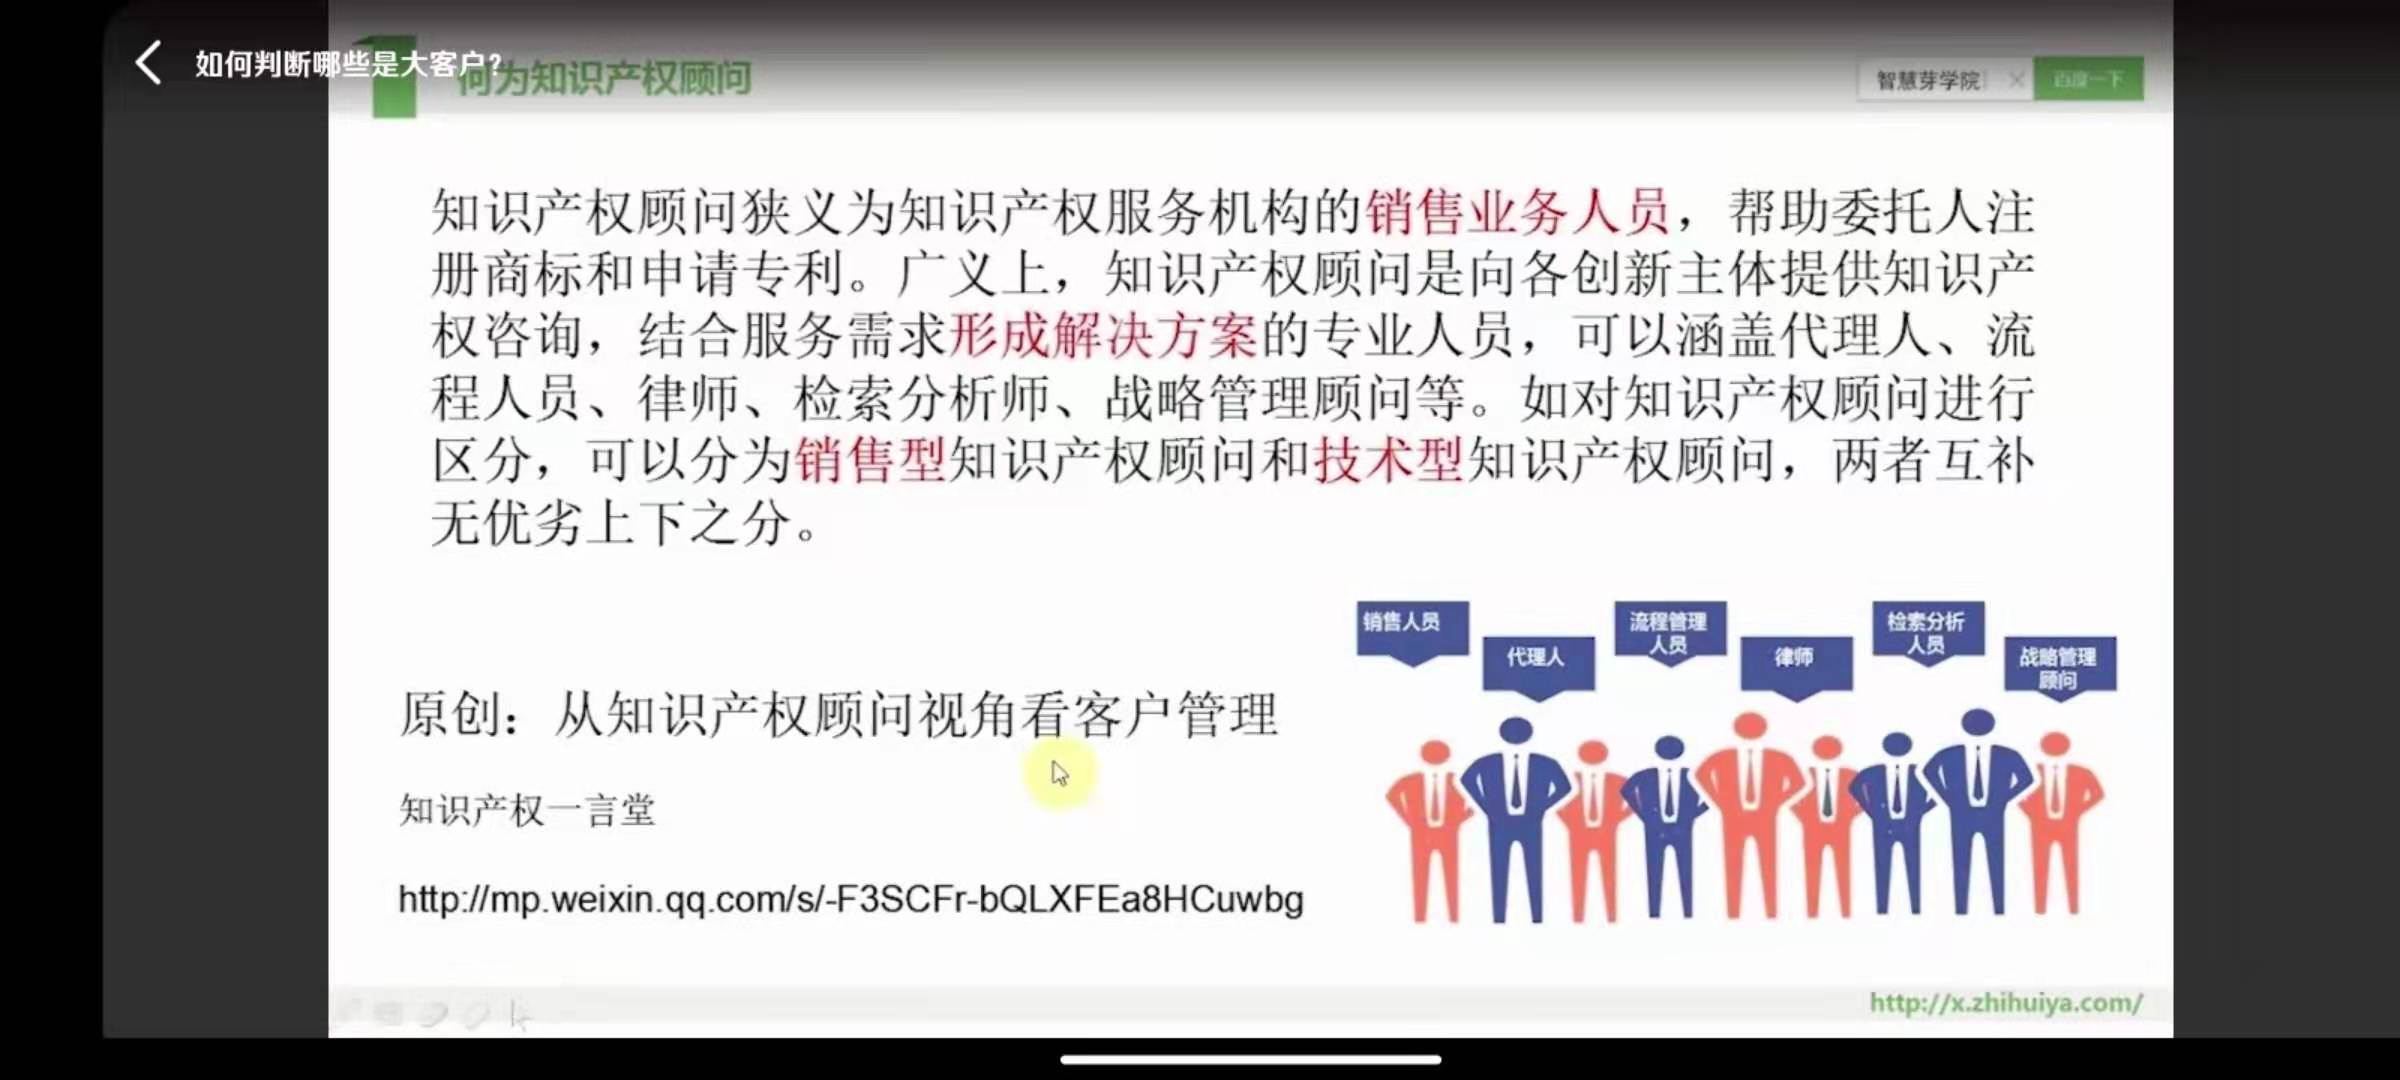 如何判断哪些是大客户?
何为知识产权顾问
智慧芽学院
百度一下
知识产权顾问狭义为知识产权服务机构的销售业务人员，帮助委托人注
册商标和申请专利。广义上，知识产权顾问是向各创新主体提供知识产
权咨询，结合服务需求形成解决方案的专业人员，可以涵盖代理人、流
程人员、律师、检索分析师、战略管理顾问等。如对知识产权顾问进行
区分，可以分为销售型知识产权顾问和技术型知识产权顾问，两者互补
无优劣上下之分。
销售人员
代理人
流程管理
人员
律师
检索分析
人员
战略管理
顾问
原创：从知识产权顾问视角看客户管理
知识产权一言堂
http://mp.weixin.qq.com/s/-F3SCFr-bQLXFEa8HCuwbg
http://x.zhihuiya.com/